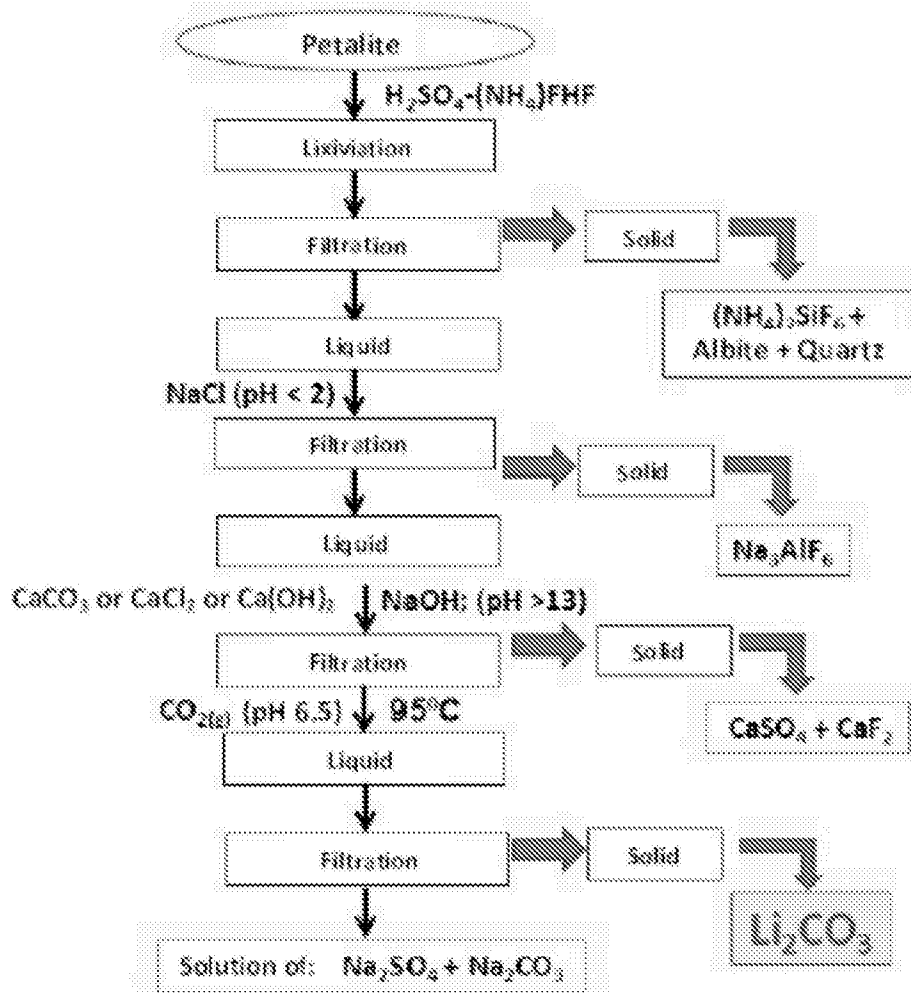 Petalite
H₂SO₄-(NH₄)FHF
Lixiviation
Filtration
Solid
(NH₄)₂SiF₆ +
Albite + Quartz
Liquid
NaCl (pH < 2)
Filtration
Solid
Na₃AlF₆
Liquid
CaCO₃ or CaCl₂ or Ca(OH)₂ NaOH: (pH >13)
Filtration
Solid
CaSO₄ + CaF₂
CO₂₍g₎ (pH 6.5) 95°C
Liquid
Filtration
Solid
Li₂CO₃
Solution of: Na₂SO₄ + Na₂CO₃